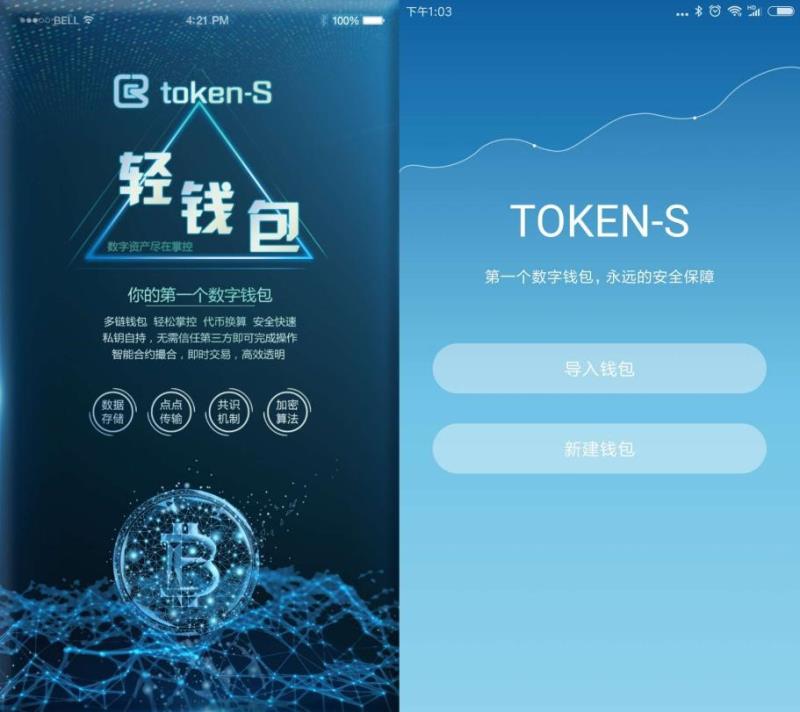 BELL 4:21 PM 100%
token-S
轻钱包
数字资产尽在掌控
你的第一个数字钱包
多链钱包 轻松掌控 代币换算 安全快速
私钥自持，无需信任第三方即可完成操作
智能合约撮合，即时交易，高效透明
数据
存储
点点
传输
共识
机制
加密
算法
下午1:03
TOKEN-S
第一个数字钱包，永远的安全保障
导入钱包
新建钱包